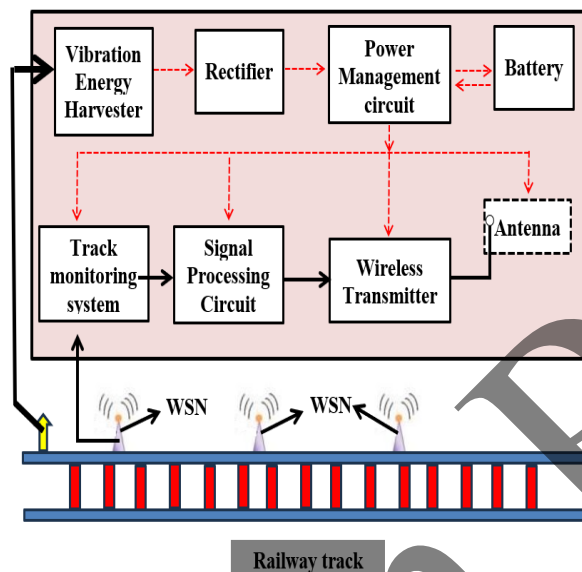 Vibration
Energy
Harvester
Rectifier
Power
Management
circuit
Battery
Track
monitoring
system
Signal
Processing
Circuit
Wireless
Transmitter
Antenna
WSN
WSN
Railway track